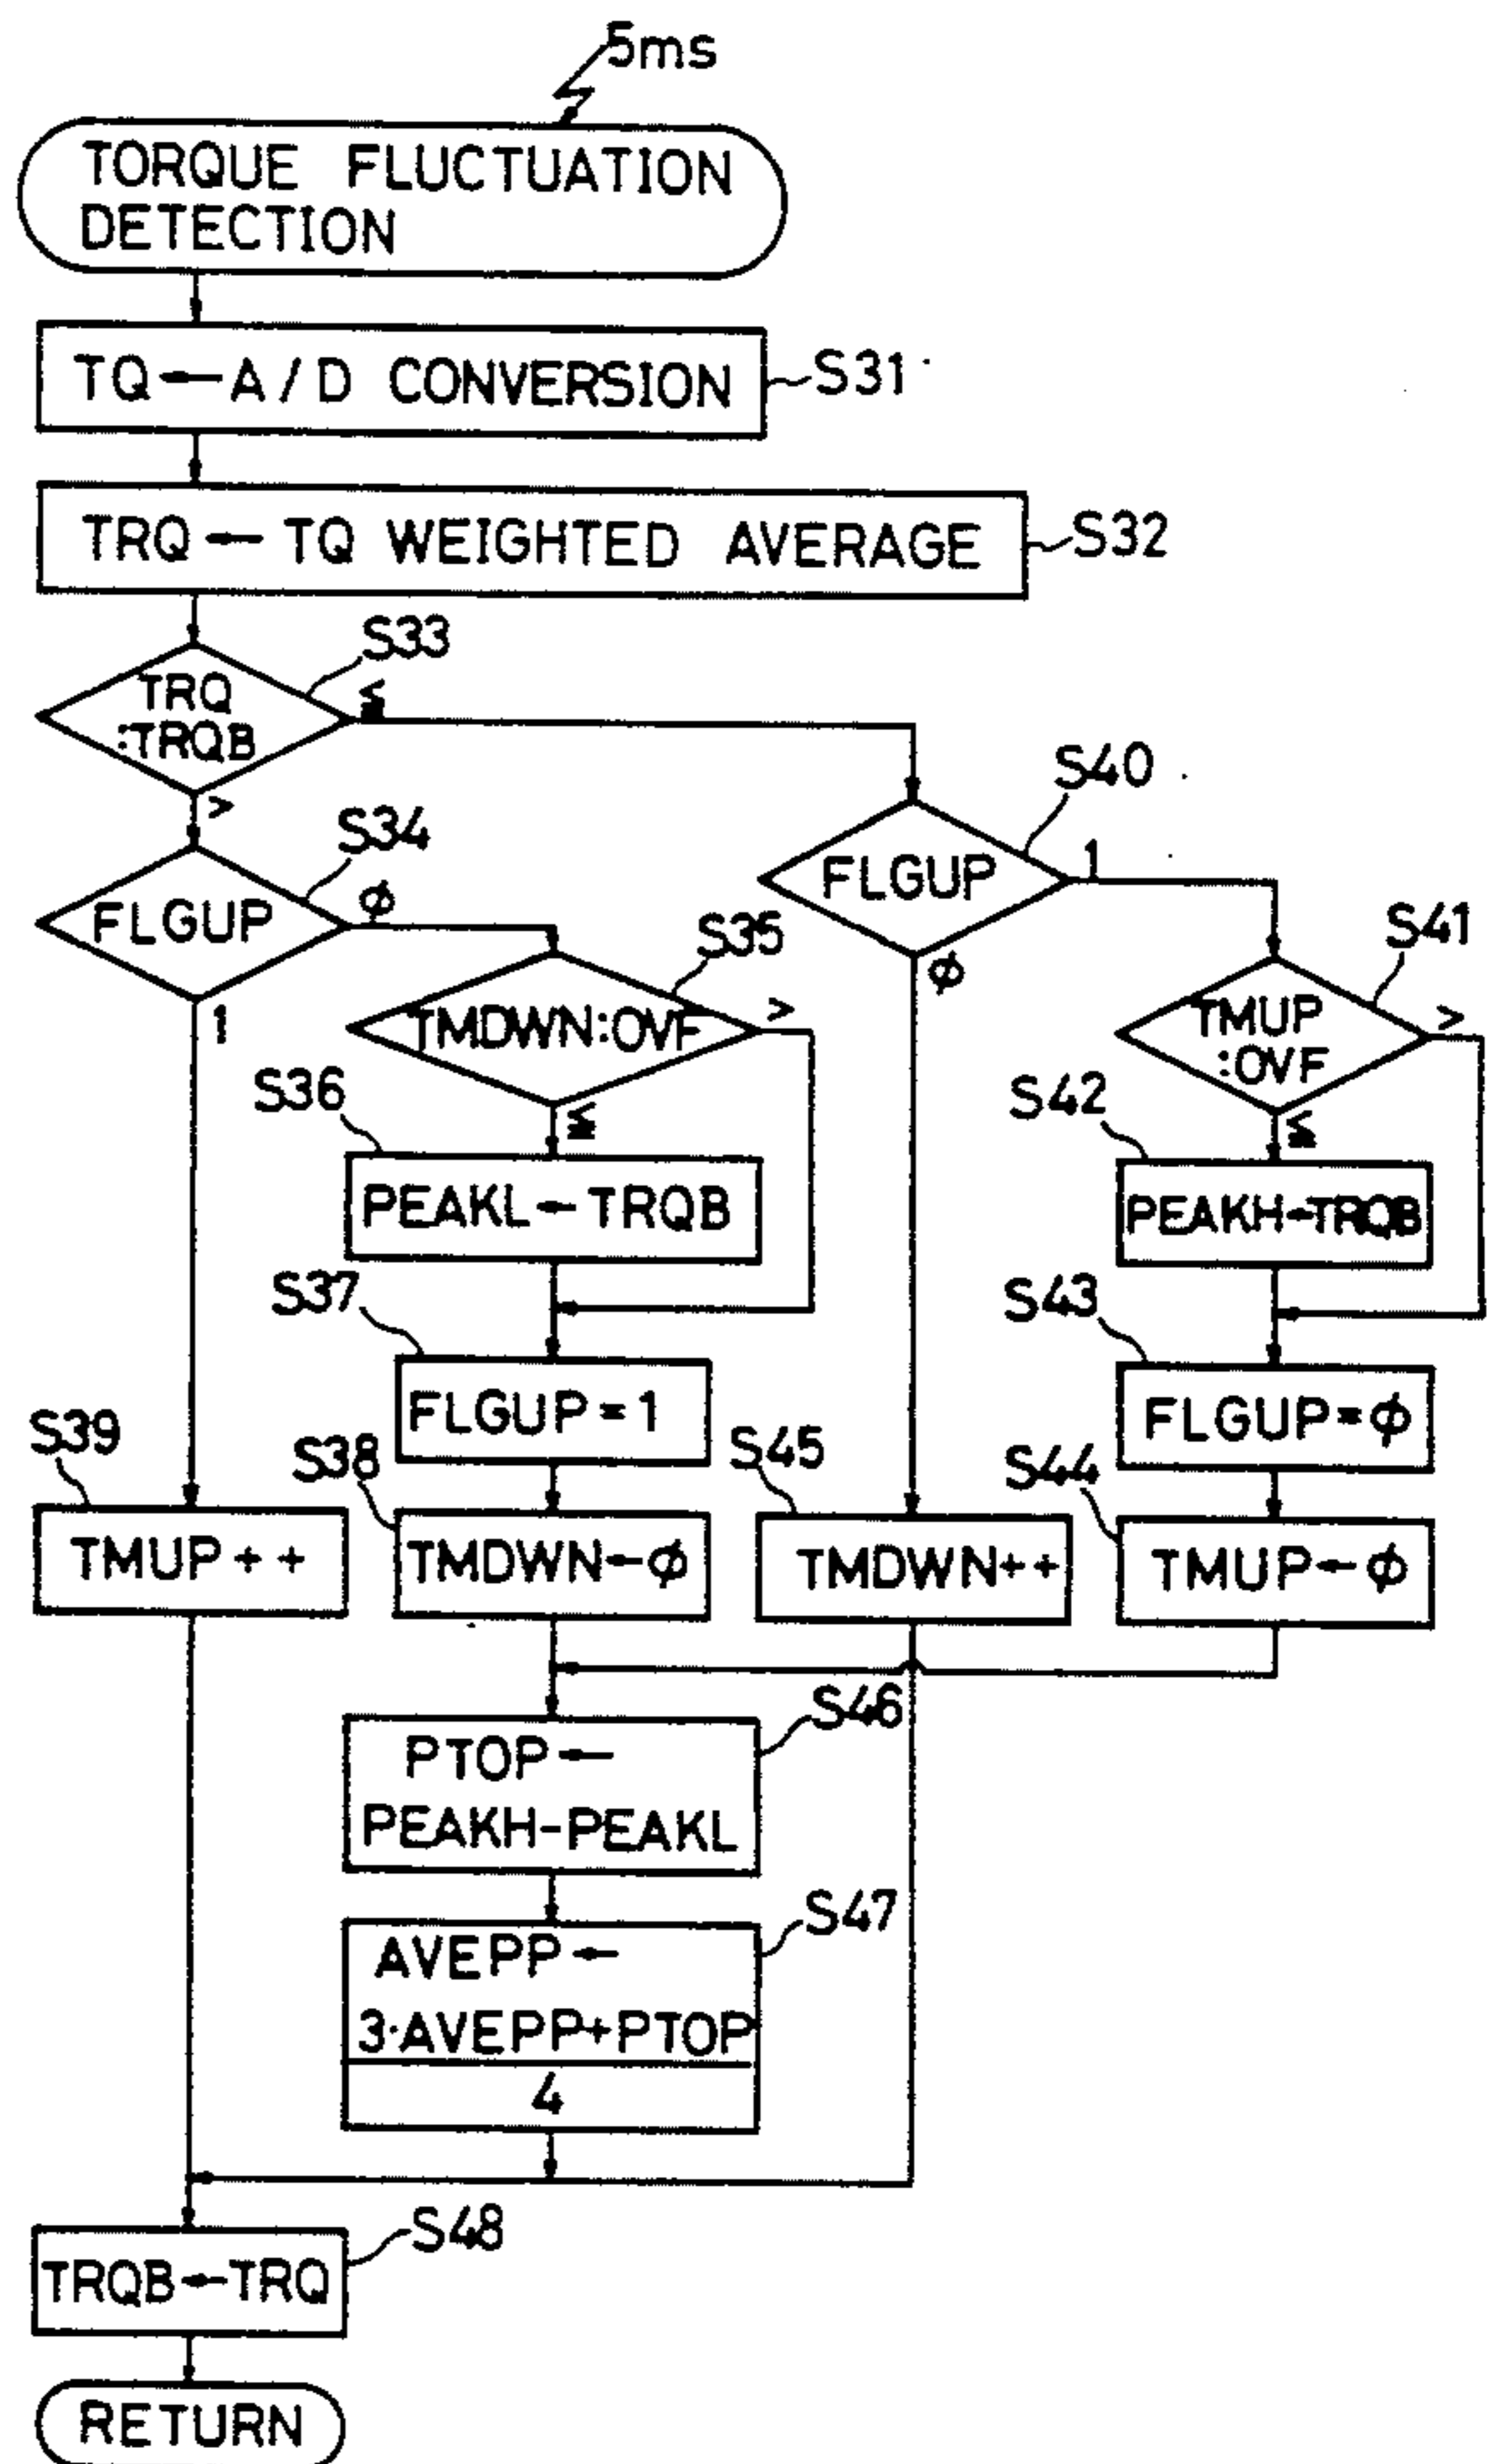 5ms
TORQUE FLUCTUATION
DETECTION
TQ←A/D CONVERSION
S31
TRQ← TQ WEIGHTED AVERAGE
S32
S33
TRQ
:TRQB
≦
>
S34
FLGUP
ϕ
1
S35
TMDWN:OVF
>
≦
S36
PEAKL←TRQB
S37
FLGUP=1
S38
TMDWN←ϕ
S39
TMUP++
S40
FLGUP
1
ϕ
S41
TMUP
:OVF
>
≦
S42
PEAKH←TRQB
S43
FLGUP=ϕ
S44
TMUP←ϕ
S45
TMDWN++
S46
PTOP←
PEAKH-PEAKL
S47
AVEPP←
3·AVEPP+PTOP
4
S48
TRQB←TRQ
RETURN